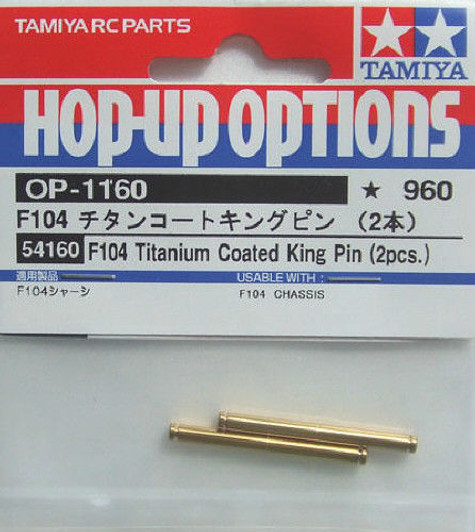 TAMIYA RC PARTS
TAMIYA
HOP-UP OPTIONS
OP-1160
★ 960
F104 チタンコートキングピン (2本)
54160 F104 Titanium Coated King Pin (2pcs.)
適用製品 USABLE WITH :
F104シャーシ F104 CHASSIS